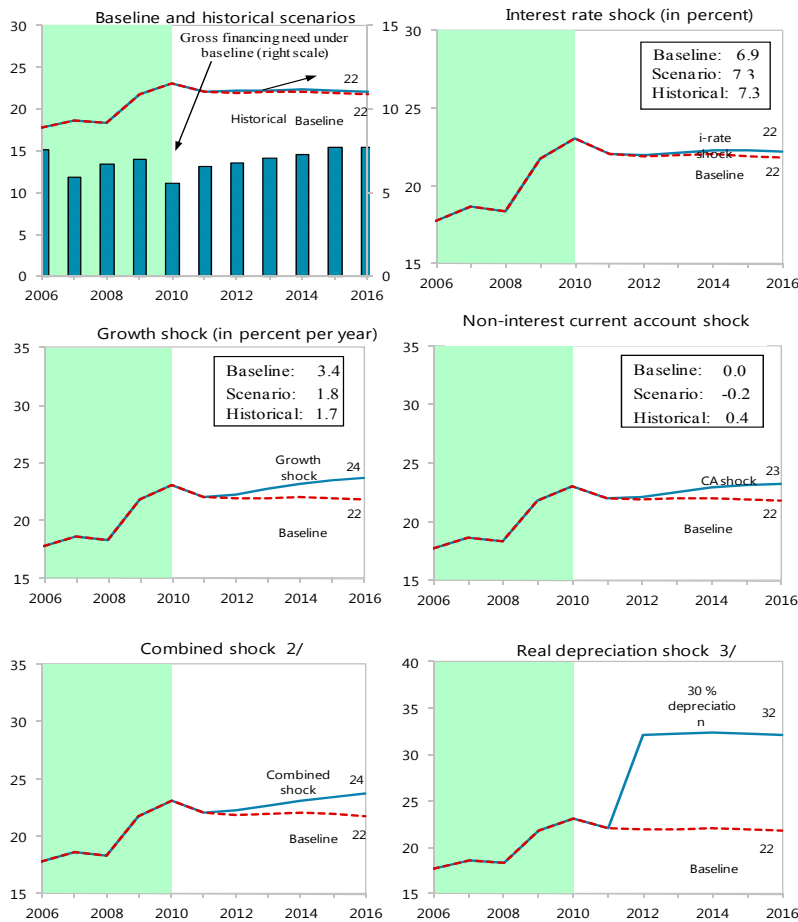 Baseline and historical scenarios
30
25
20
15
10
5
0
15
10
5
0
Gross financing need under
baseline (right scale)
22
22
Historical Baseline
2006 2008 2010 2012 2014 2016
Interest rate shock (in percent)
36
29
22
15
Baseline: 6.9
Scenario: 7.3
Historical: 7.3
i-rate
shock
22
Baseline
22
2006 2008 2010 2012 2014 2016
Growth shock (in percent per year)
35
30
25
20
15
Baseline: 3.4
Scenario: 1.8
Historical: 1.7
Growth
shock
24
22
Baseline
2006 2008 2010 2012 2014 2016
Non-interest current account shock
35
30
25
20
15
Baseline: 0.0
Scenario: -0.2
Historical: 0.4
23
CA shock
22
Baseline
2006 2008 2010 2012 2014 2016
Combined shock 2/
35
30
25
20
15
Combined
shock
24
Baseline
22
2006 2008 2010 2012 2014 2016
Real depreciation shock 3/
40
35
30
25
20
15
30 %
depreciatio
n
32
22
Baseline
2006 2008 2010 2012 2014 2016